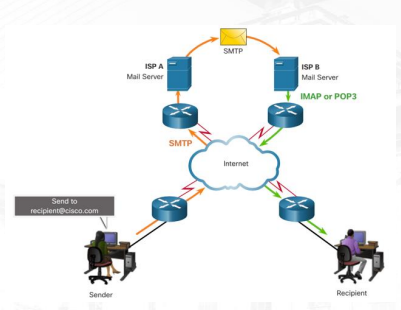 SMTP
ISP A
Mail Server
ISP B
Mail Server
IMAP or POP3
SMTP
Internet
Send to
recipient@cisco.com
Sender
Recipient